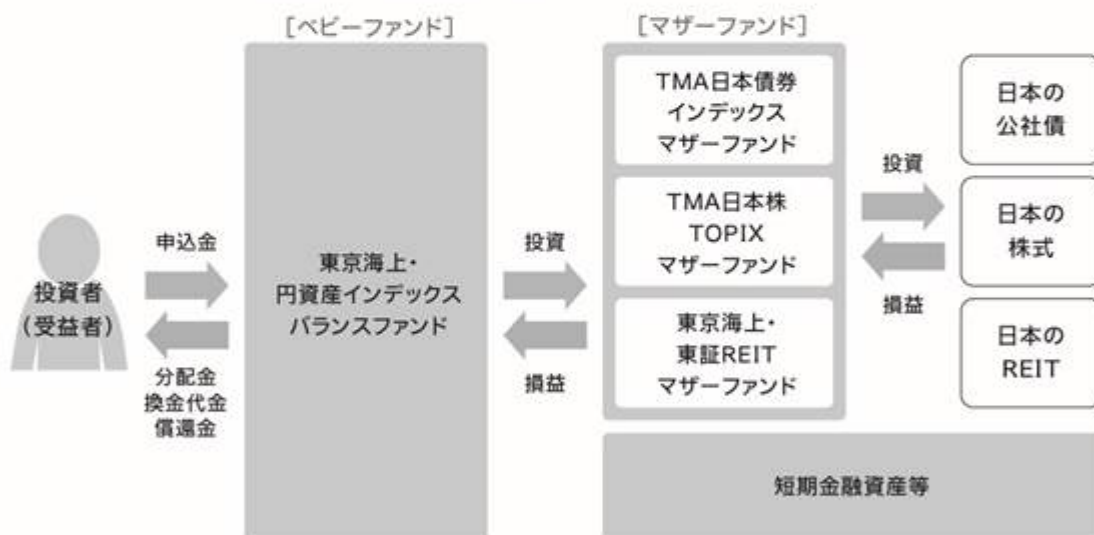 ［ベビーファンド］
［マザーファンド］
投資者
（受益者）
申込金
分配金
換金代金
償還金
東京海上・
円資産インデックス
バランスファンド
投資
損益
TMA日本債券
インデックス
マザーファンド
TMA日本株
TOPIX
マザーファンド
東京海上・
東証REIT
マザーファンド
投資
損益
日本の
公社債
日本の
株式
日本の
REIT
短期金融資産等